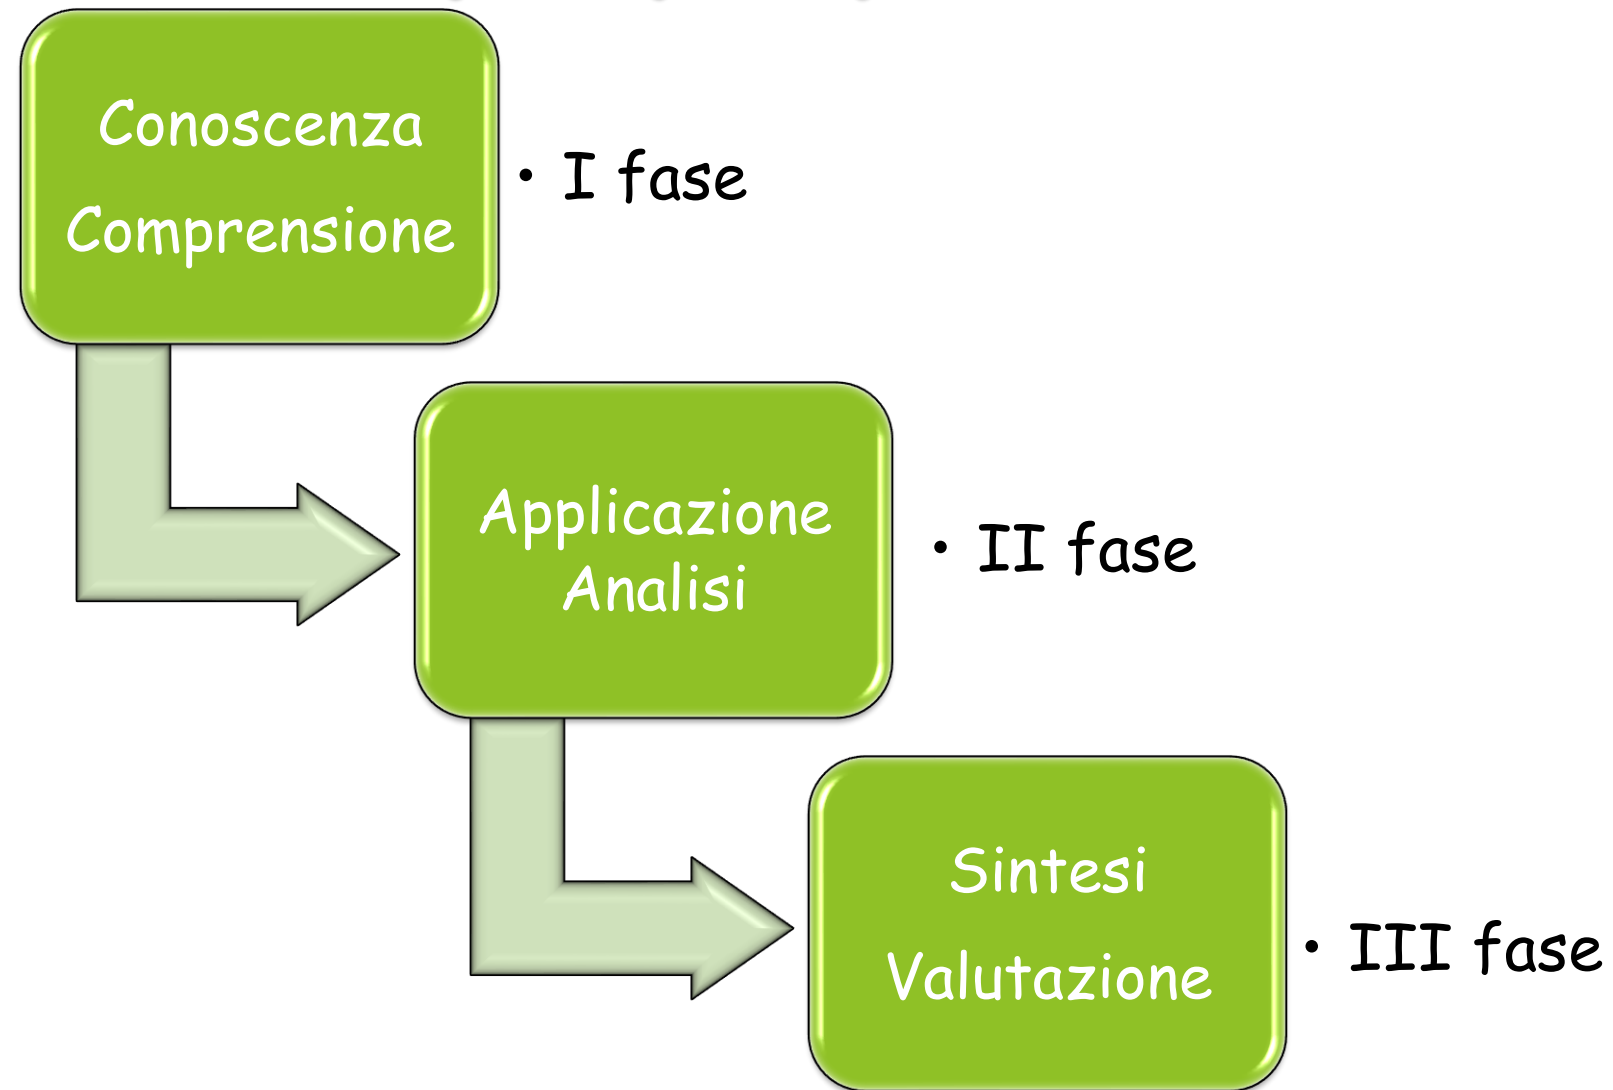 Conoscenza
Comprensione
• I fase
Applicazione
Analisi
• II fase
Sintesi
Valutazione
• III fase